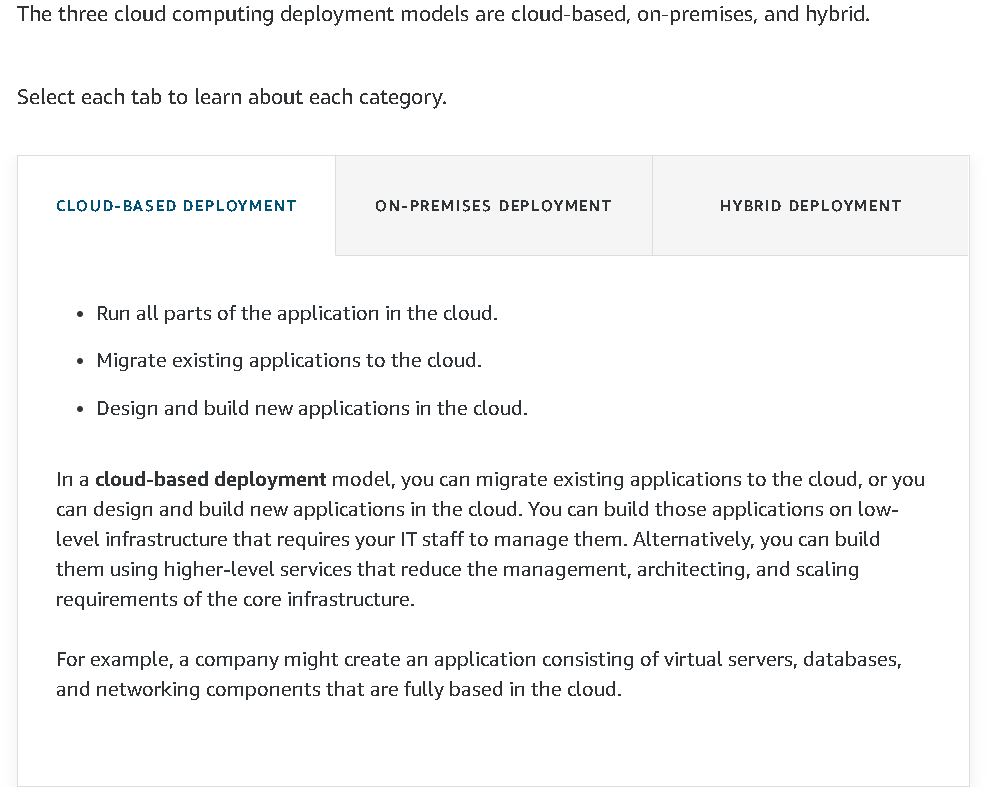 The three cloud computing deployment models are cloud-based, on-premises, and hybrid.
Select each tab to learn about each category.
CLOUD-BASED DEPLOYMENT
ON-PREMISES DEPLOYMENT
HYBRID DEPLOYMENT
• Run all parts of the application in the cloud.
• Migrate existing applications to the cloud.
• Design and build new applications in the cloud.
In a cloud-based deployment model, you can migrate existing applications to the cloud, or you
can design and build new applications in the cloud. You can build those applications on low-
level infrastructure that requires your IT staff to manage them. Alternatively, you can build
them using higher-level services that reduce the management, architecting, and scaling
requirements of the core infrastructure.
For example, a company might create an application consisting of virtual servers, databases,
and networking components that are fully based in the cloud.